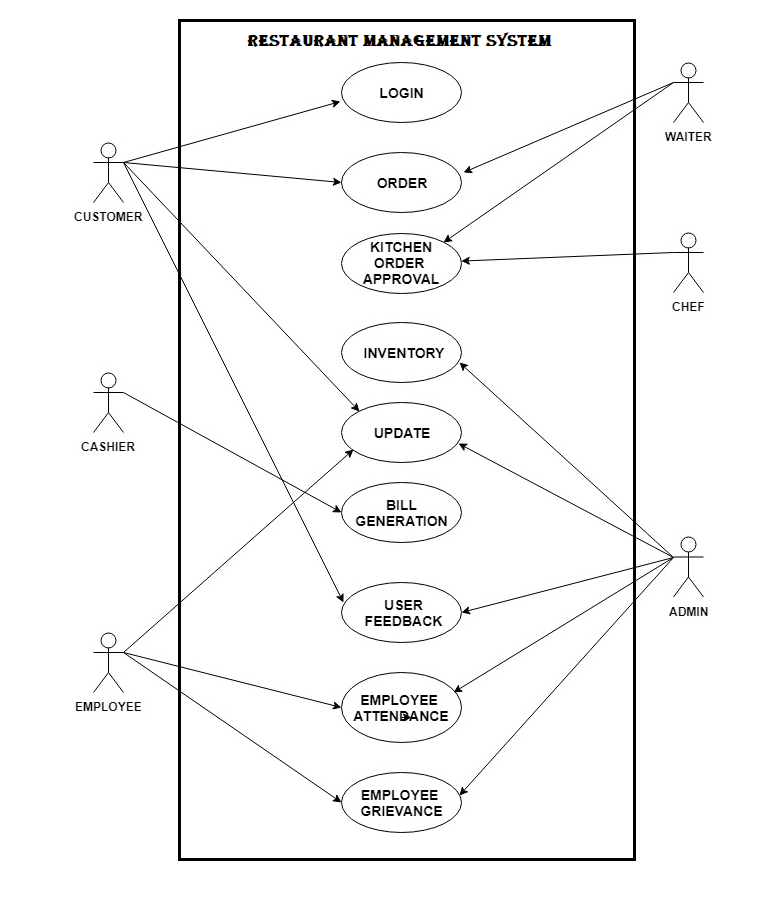 RESTAURANT MANAGEMENT SYSTEM
LOGIN
WAITER
ORDER
CUSTOMER
KITCHEN
ORDER
APPROVAL
CHEF
INVENTORY
UPDATE
CASHIER
BILL
GENERATION
USER
FEEDBACK
ADMIN
EMPLOYEE
EMPLOYEE
ATTENDANCE
EMPLOYEE
GRIEVANCE